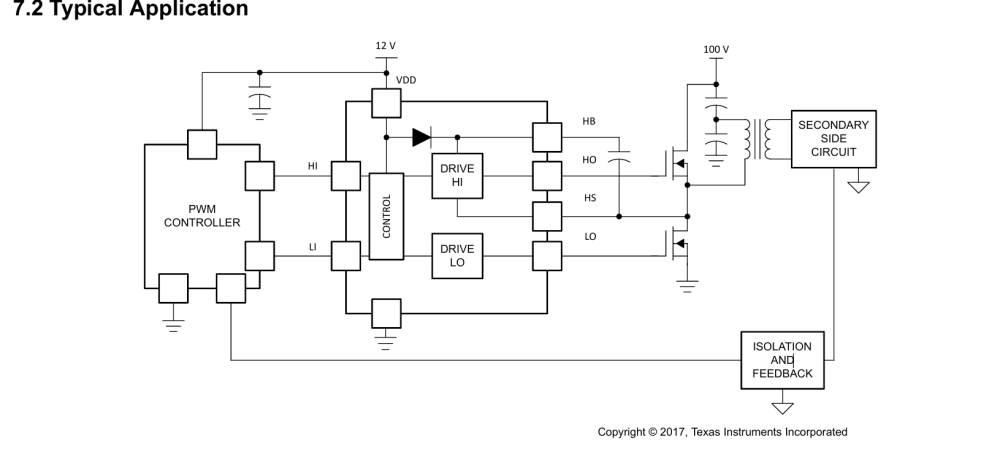 7.2 Typical Application
12 V
100 V
VDD
SECONDARY
SIDE
CIRCUIT
HB
HI
DRIVE
HI
HO
PWM
CONTROLLER
CONTROL
HS
LI
DRIVE
LO
LO
ISOLATION
AND
FEEDBACK
Copyright © 2017, Texas Instruments Incorporated